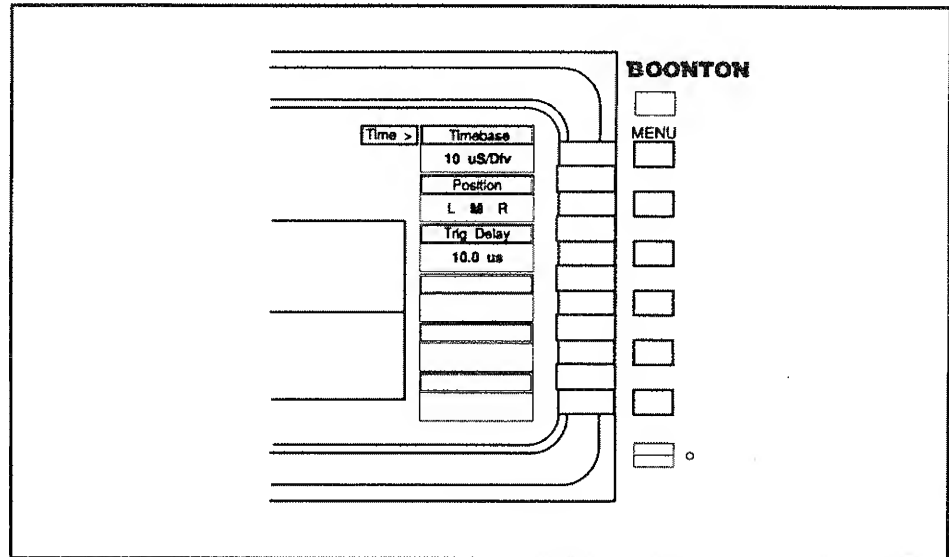 BOONTON
MENU
Time >
Timebase
10 uS/Div
Position
L M R
Trig Delay
10.0 us